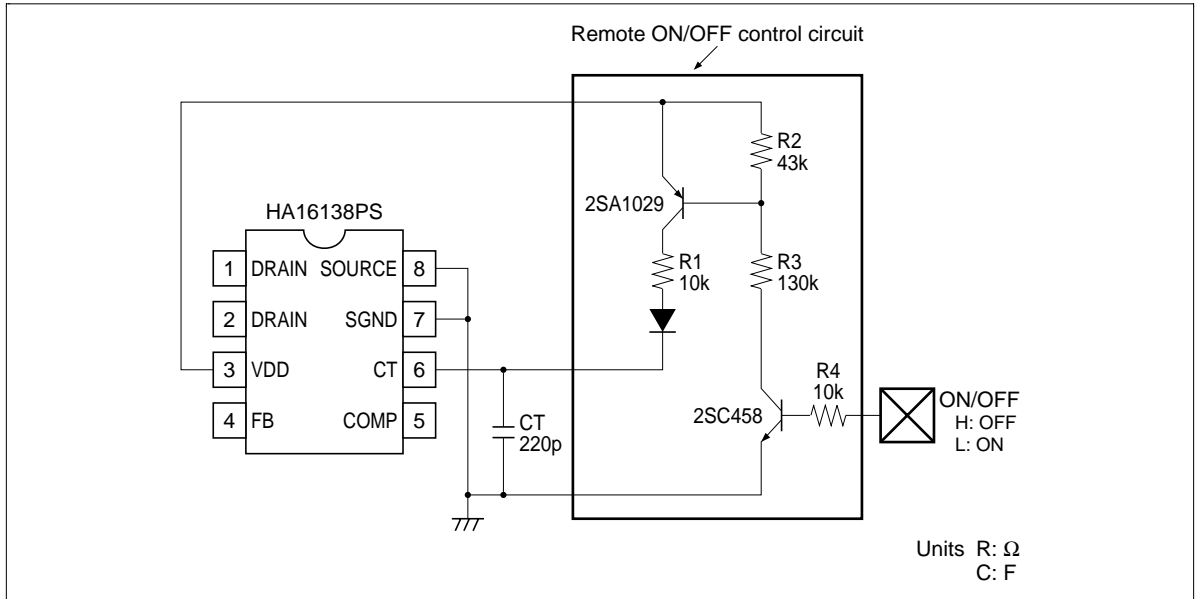 Remote ON/OFF control circuit
R2
43k
2SA1029
HA16138PS
R1
10k
R3
130k
1 DRAIN SOURCE 8
2 DRAIN SGND 7
3 VDD CT 6
4 FB COMP 5
CT
220p
R4
10k
2SC458
ON/OFF
H: OFF
L: ON
Units R: Ω
C: F